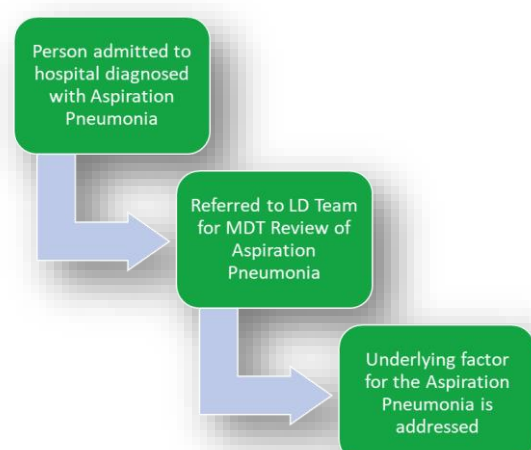 Person admitted to
hospital diagnosed
with Aspiration
Pneumonia
Referred to LD Team
for MDT Review of
Aspiration
Pneumonia
Underlying factor
for the Aspiration
Pneumonia is
addressed